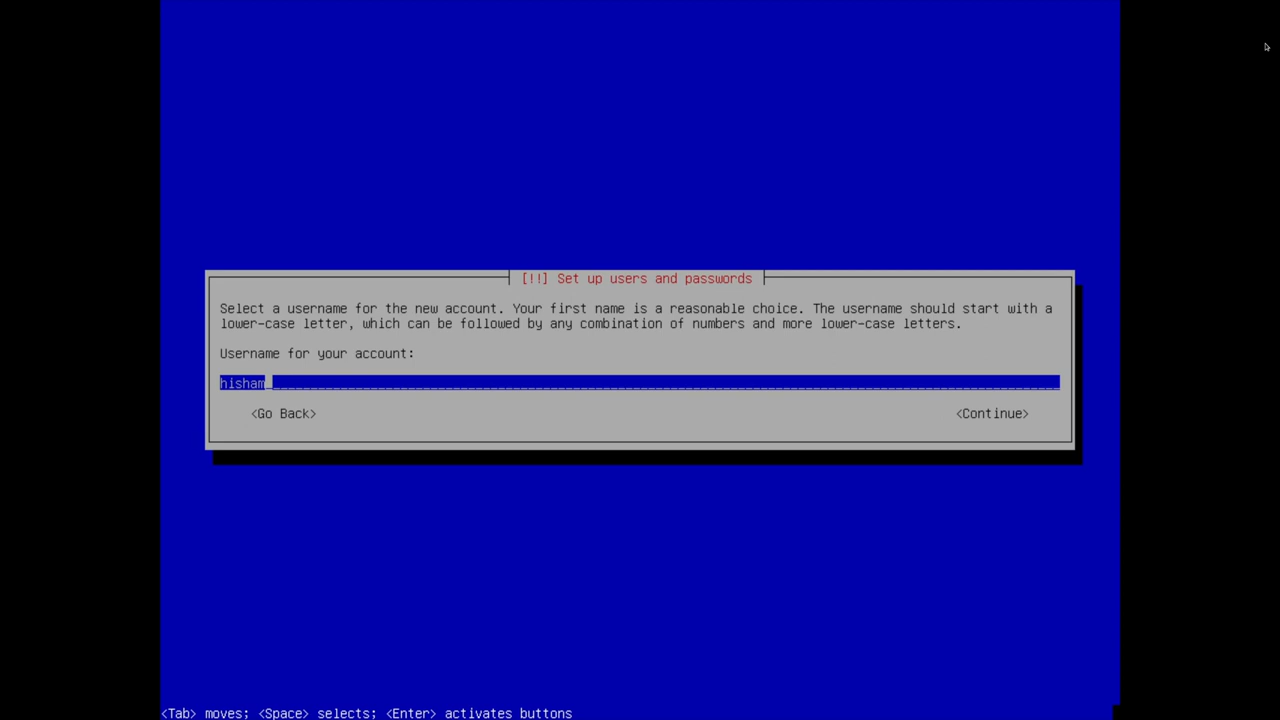 [!!] Set up users and passwords
Select a username for the new account. Your first name is a reasonable choice. The username should start with a
lower-case letter, which can be followed by any combination of numbers and more lower-case letters.
Username for your account:
hisham
<Go Back> <Continue>
<Tab> moves; <Space> selects; <Enter> activates buttons